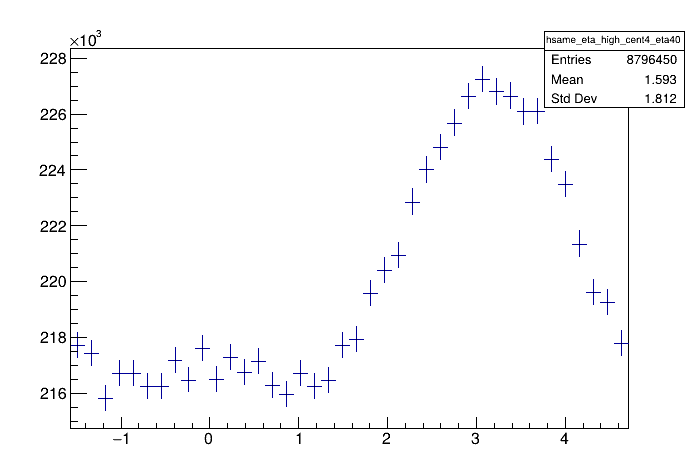 ×10³
hsame_eta_high_cent4_eta40
Entries 8796450
Mean 1.593
Std Dev 1.812
228
226
224
222
220
218
216
−1 0 1 2 3 4